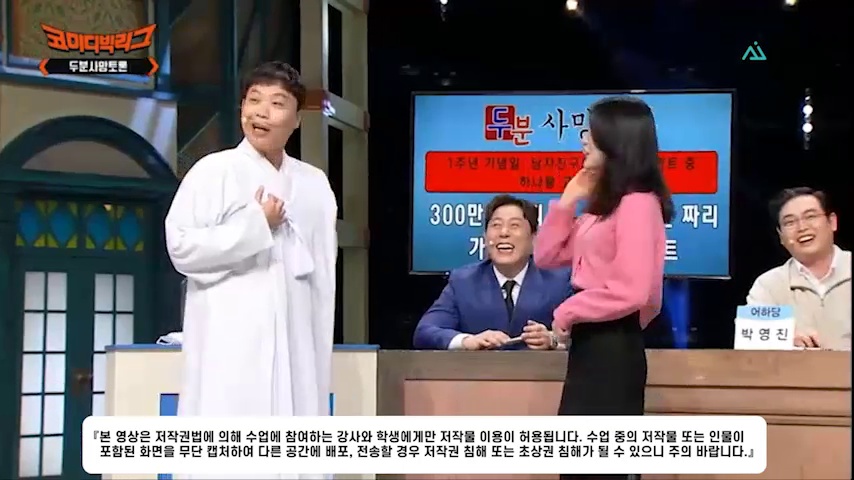 코미디빅리그
두분사망토론
두분 사망
1주년 기념일 남자친구 트 중
하나를
300만 짜리
가 트
어하당
박영진
『본 영상은 저작권법에 의해 수업에 참여하는 강사와 학생에게만 저작물 이용이 허용됩니다. 수업 중의 저작물 또는 인물이
포함된 화면을 무단 캡처하여 다른 공간에 배포, 전송할 경우 저작권 침해 또는 초상권 침해가 될 수 있으니 주의 바랍니다.』